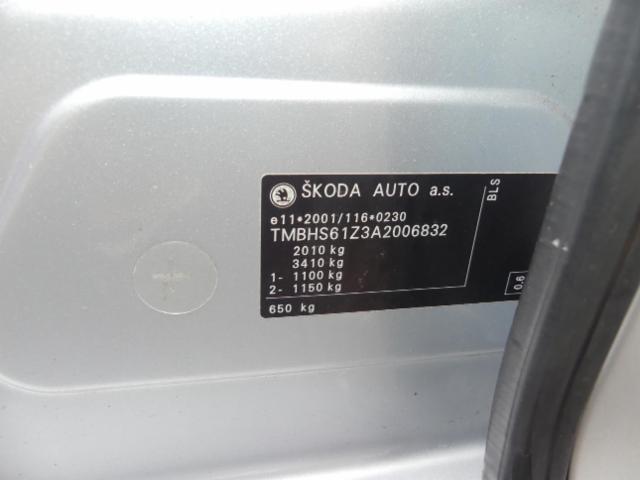 ŠKODA AUTO a.s.
BLS
e11*2001/116*0230
TMBHS61Z3A2006832
2010 kg
3410 kg
1- 1100 kg
2- 1150 kg
0.6
650 kg